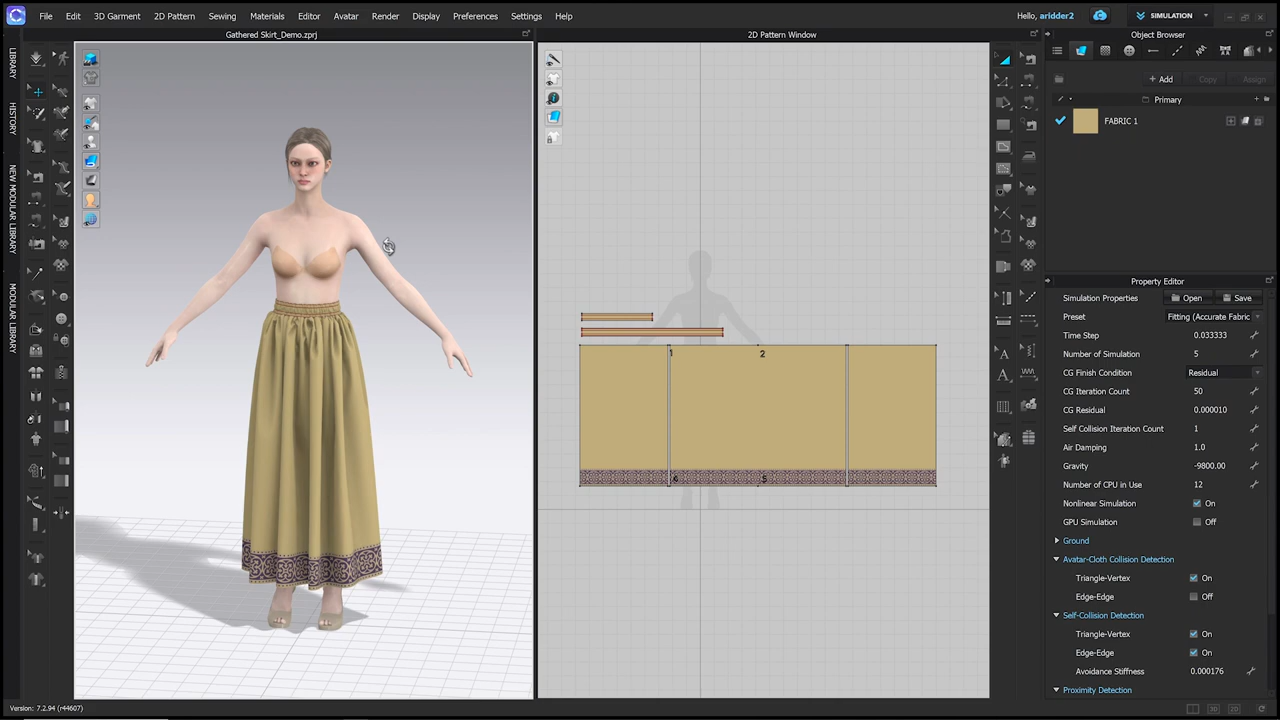 File Edit 3D Garment 2D Pattern Sewing Materials Editor Avatar Render Display Preferences Settings Help
Hello, aridder2
SIMULATION
Gathered Skirt_Demo.zprj
2D Pattern Window
Object Browser
LIBRARY
HISTORY
NEW MODULAR LIBRARY
MODULAR LIBRARY
+ Add Copy Assign
Primary
FABRIC 1
1
2
6
5
Property Editor
Simulation Properties Open Save
Preset Fitting (Accurate Fabric
Time Step 0.033333
Number of Simulation 5
CG Finish Condition Residual
CG Iteration Count 50
CG Residual 0.000010
Self Collision Iteration Count 1
Air Damping 1.0
Gravity -9800.00
Number of CPU in Use 12
Nonlinear Simulation On
GPU Simulation Off
Ground
Avatar-Cloth Collision Detection
Triangle-Vertex On
Edge-Edge Off
Self-Collision Detection
Triangle-Vertex On
Edge-Edge On
Avoidance Stiffness 0.000176
Proximity Detection
Version: 7.2.94 (r44607)
3D 2D